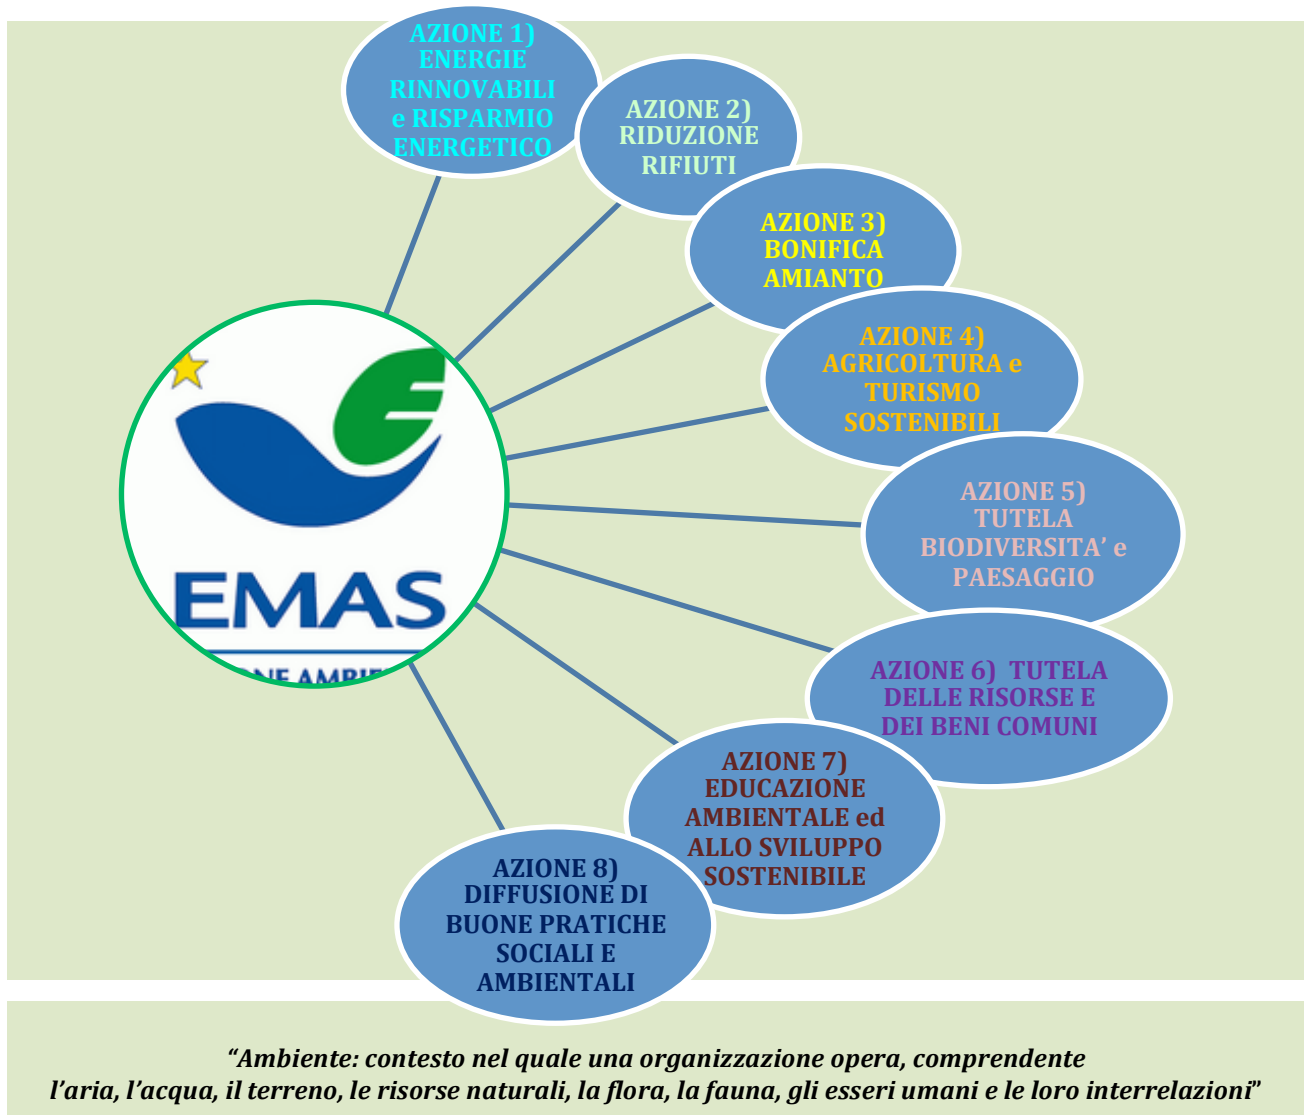 AZIONE 1)
ENERGIE
RINNOVABILI
e RISPARMIO
ENERGETICO
AZIONE 2)
RIDUZIONE
RIFIUTI
AZIONE 3)
BONIFICA
AMIANTO
AZIONE 4)
AGRICOLTURA e
TURISMO
SOSTENIBILI
AZIONE 5)
TUTELA
BIODIVERSITA’ e
PAESAGGIO
AZIONE 6) TUTELA
DELLE RISORSE E
DEI BENI COMUNI
AZIONE 7)
EDUCAZIONE
AMBIENTALE ed
ALLO SVILUPPO
SOSTENIBILE
AZIONE 8)
DIFFUSIONE DI
BUONE PRATICHE
SOCIALI E
AMBIENTALI
EMAS
“Ambiente: contesto nel quale una organizzazione opera, comprendente
l’aria, l’acqua, il terreno, le risorse naturali, la flora, la fauna, gli esseri umani e le loro interrelazioni”